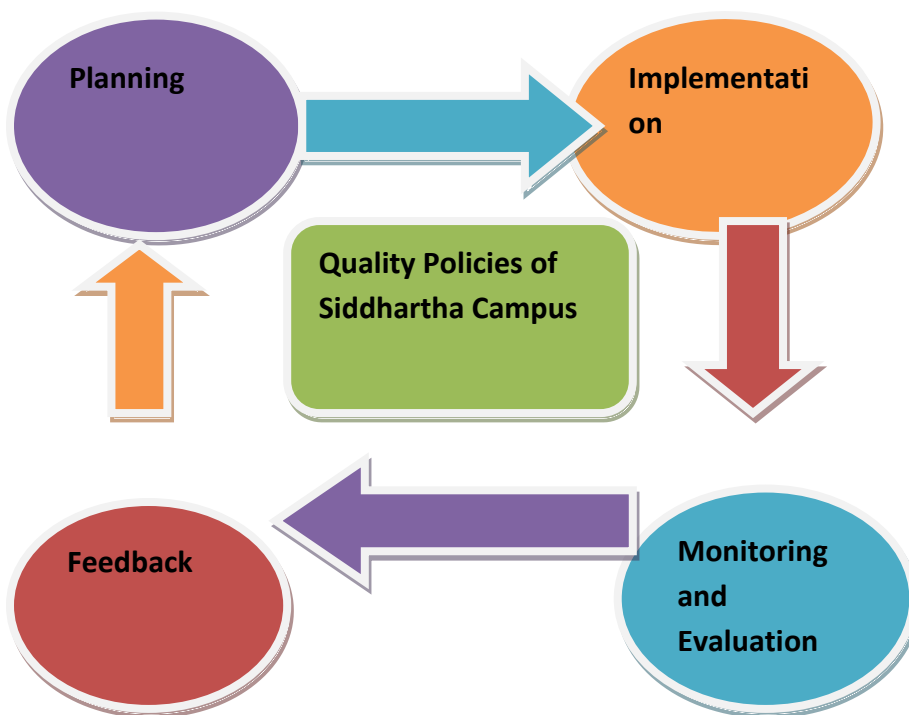 Planning
Implementati
on
Quality Policies of
Siddhartha Campus
Feedback
Monitoring
and
Evaluation